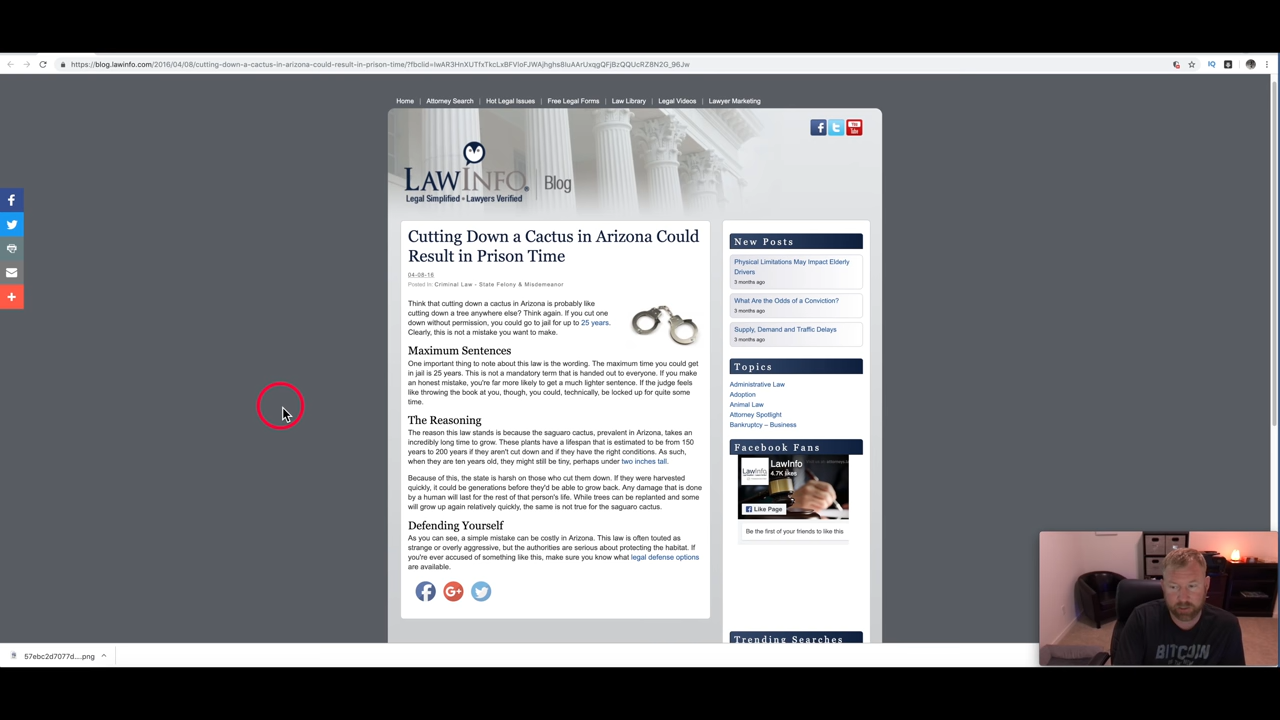 https://blog.lawinfo.com/2016/04/08/cutting-down-a-cactus-in-arizona-could-result-in-prison-time/?fbclid=IwAR3HnXUTfxTkcLxBFVloFJWAjhghs8IuAArUxqgQFjBzQQUcRZ8N2G_96Jw
Home | Attorney Search | Hot Legal Issues | Free Legal Forms | Law Library | Legal Videos | Lawyer Marketing
LAWINFO® Blog
Legal Simplified • Lawyers Verified
You Tube
Cutting Down a Cactus in Arizona Could
Result in Prison Time
04-08-16
Posted In: Criminal Law - State Felony & Misdemeanor
Think that cutting down a cactus in Arizona is probably like
cutting down a tree anywhere else? Think again. If you cut one
down without permission, you could go to jail for up to 25 years.
Clearly, this is not a mistake you want to make.
Maximum Sentences
One important thing to note about this law is the wording. The maximum time you could get
in jail is 25 years. This is not a mandatory term that is handed out to everyone. If you make
an honest mistake, you're far more likely to get a much lighter sentence. If the judge feels
like throwing the book at you, though, you could, technically, be locked up for quite some
time.
The Reasoning
The reason this law stands is because the saguaro cactus, prevalent in Arizona, takes an
incredibly long time to grow. These plants have a lifespan that is estimated to be from 150
years to 200 years if they aren't cut down and if they have the right conditions. As such,
when they are ten years old, they might still be tiny, perhaps under two inches tall.
Because of this, the state is harsh on those who cut them down. If they were harvested
quickly, it could be generations before they'd be able to grow back. Any damage that is done
by a human will last for the rest of that person's life. While trees can be replanted and some
will grow up again relatively quickly, the same is not true for the saguaro cactus.
Defending Yourself
As you can see, a simple mistake can be costly in Arizona. This law is often touted as
strange or overly aggressive, but the authorities are serious about protecting the habitat. If
you're ever accused of something like this, make sure you know what legal defense options
are available.
New Posts
Physical Limitations May Impact Elderly
Drivers
3 months ago
What Are the Odds of a Conviction?
3 months ago
Supply, Demand and Traffic Delays
3 months ago
Topics
Administrative Law
Adoption
Animal Law
Attorney Spotlight
Bankruptcy – Business
Facebook Fans
LawInfo
4.7K likes
Like Page
Be the first of your friends to like this
Trending Searches
57ebc2d7077d....png
BITCOIN